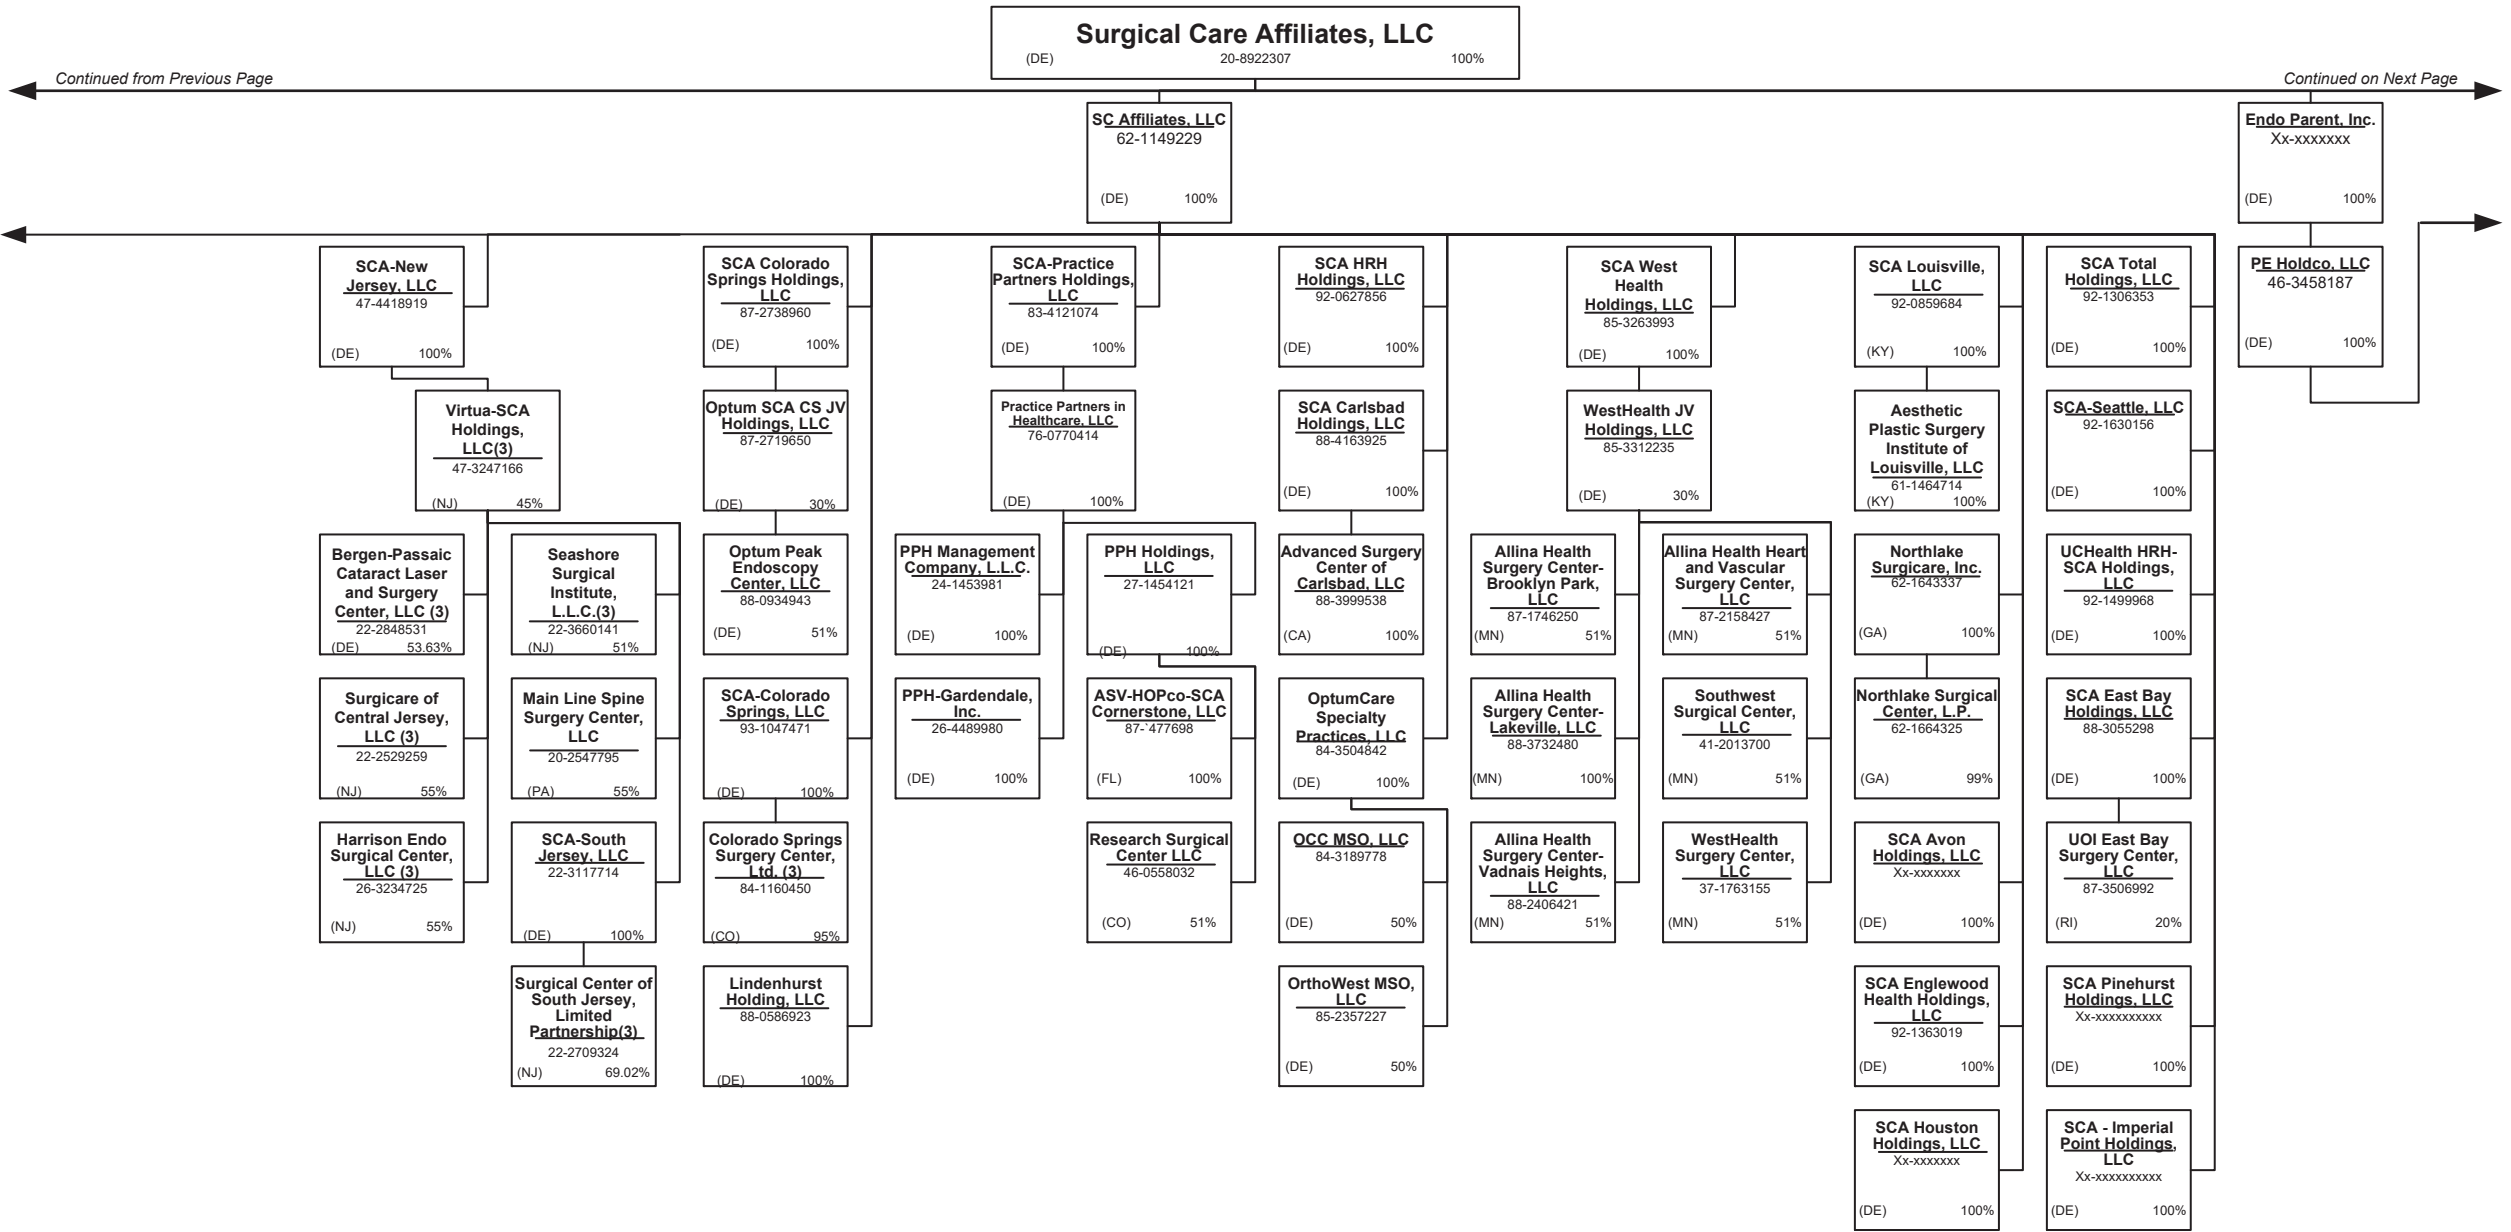 Surgical Care Affiliates, LLC
(DE) 20-8922307 100%
Continued from Previous Page
Continued on Next Page
SC Affiliates, LLC
62-1149229
(DE) 100%
Endo Parent, Inc.
Xx-xxxxxxx
(DE) 100%
SCA-New
Jersey, LLC
47-4418919
(DE) 100%
SCA Colorado
Springs Holdings,
LLC
87-2738960
(DE) 100%
SCA-Practice
Partners Holdings,
LLC
83-4121074
(DE) 100%
SCA HRH
Holdings, LLC
92-0627856
(DE) 100%
SCA West
Health
Holdings, LLC
85-3263993
(DE) 100%
SCA Louisville,
LLC
92-0859684
(KY) 100%
SCA Total
Holdings, LLC
92-1306353
(DE) 100%
PE Holdco, LLC
46-3458187
(DE) 100%
Virtua-SCA
Holdings,
LLC(3)
47-3247166
(NJ) 45%
Optum SCA CS JV
Holdings, LLC
87-2719650
(DE) 30%
Practice Partners in
Healthcare, LLC
76-0770414
(DE) 100%
SCA Carlsbad
Holdings, LLC
88-4163925
(DE) 100%
WestHealth JV
Holdings, LLC
85-3312235
(DE) 30%
Aesthetic
Plastic Surgery
Institute of
Louisville, LLC
61-1464714
(KY) 100%
SCA-Seattle, LLC
92-1630156
(DE) 100%
Bergen-Passaic
Cataract Laser
and Surgery
Center, LLC (3)
22-2848531
(DE) 53.63%
Seashore
Surgical
Institute,
L.L.C.(3)
22-3660141
(NJ) 51%
Optum Peak
Endoscopy
Center, LLC
88-0934943
(DE) 51%
PPH Management
Company, L.L.C.
24-1453981
(DE) 100%
PPH Holdings,
LLC
27-1454121
(DE) 100%
Advanced Surgery
Center of
Carlsbad, LLC
88-3999538
(CA) 100%
Allina Health
Surgery Center-
Brooklyn Park,
LLC
87-1746250
(MN) 51%
Allina Health Heart
and Vascular
Surgery Center,
LLC
87-2158427
(MN) 51%
Northlake
Surgicare, Inc.
62-1643337
(GA) 100%
UCHealth HRH-
SCA Holdings,
LLC
92-1499968
(DE) 100%
Surgicare of
Central Jersey,
LLC (3)
22-2529259
(NJ) 55%
Main Line Spine
Surgery Center,
LLC
20-2547795
(PA) 55%
SCA-Colorado
Springs, LLC
93-1047471
(DE) 100%
PPH-Gardendale,
Inc.
26-4489980
(DE) 100%
ASV-HOPco-SCA
Cornerstone, LLC
87-`477698
(FL) 100%
OptumCare
Specialty
Practices, LLC
84-3504842
(DE) 100%
Allina Health
Surgery Center-
Lakeville, LLC
88-3732480
(MN) 100%
Southwest
Surgical Center,
LLC
41-2013700
(MN) 51%
Northlake Surgical
Center, L.P.
62-1664325
(GA) 99%
SCA East Bay
Holdings, LLC
88-3055298
(DE) 100%
Harrison Endo
Surgical Center,
LLC (3)
26-3234725
(NJ) 55%
SCA-South
Jersey, LLC
22-3117714
(DE) 100%
Colorado Springs
Surgery Center,
Ltd. (3)
84-1160450
(CO) 95%
Research Surgical
Center LLC
46-0558032
(CO) 51%
OCC MSO, LLC
84-3189778
(DE) 50%
Allina Health
Surgery Center-
Vadnais Heights,
LLC
88-2406421
(MN) 51%
WestHealth
Surgery Center,
LLC
37-1763155
(MN) 51%
SCA Avon
Holdings, LLC
Xx-xxxxxxx
(DE) 100%
UOI East Bay
Surgery Center,
LLC
87-3506992
(RI) 20%
Surgical Center of
South Jersey,
Limited
Partnership(3)
22-2709324
(NJ) 69.02%
Lindenhurst
Holding, LLC
88-0586923
(DE) 100%
OrthoWest MSO,
LLC
85-2357227
(DE) 50%
SCA Englewood
Health Holdings,
LLC
92-1363019
(DE) 100%
SCA Pinehurst
Holdings, LLC
Xx-xxxxxxxxxx
(DE) 100%
SCA Houston
Holdings, LLC
Xx-xxxxxxx
(DE) 100%
SCA - Imperial
Point Holdings,
LLC
Xx-xxxxxxxxxx
(DE) 100%